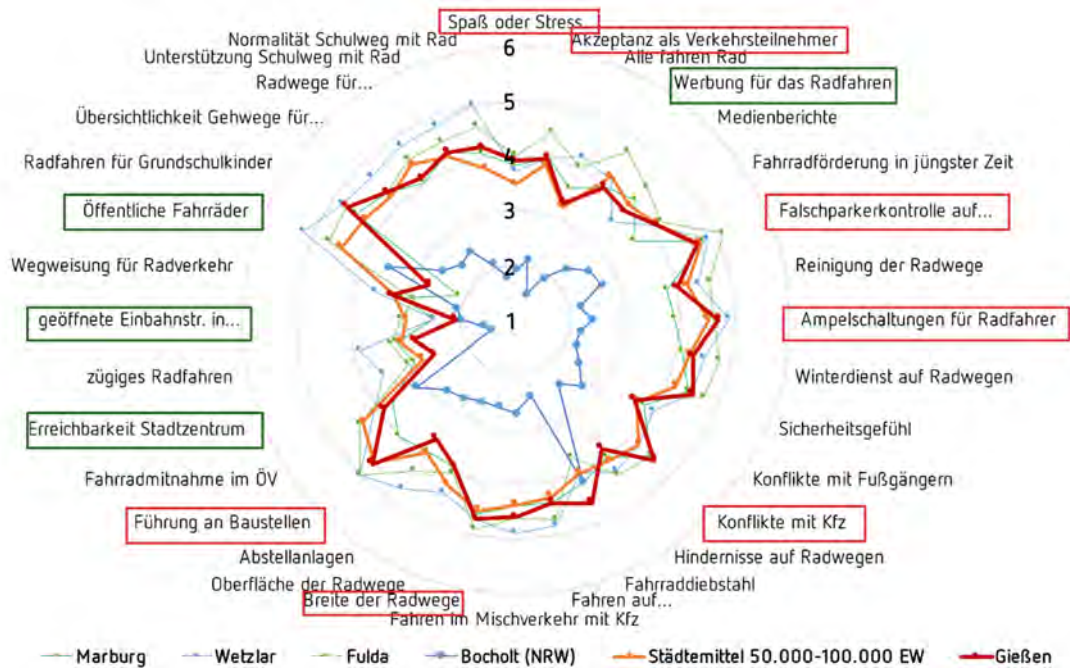 Spaß oder Stress
Akzeptanz als Verkehrsteilnehmer
Alle fahren Rad
Werbung für das Radfahren
Medienberichte
Fahrradförderung in jüngster Zeit
Falschparkerkontrolle auf...
Reinigung der Radwege
Ampelschaltungen für Radfahrer
Winterdienst auf Radwegen
Sicherheitsgefühl
Konflikte mit Fußgängern
Konflikte mit Kfz
Hindernisse auf Radwegen
Fahrraddiebstahl
Fahren auf...
Fahren im Mischverkehr mit Kfz
Breite der Radwege
Oberfläche der Radwege
Abstellanlagen
Führung an Baustellen
Fahrradmitnahme im ÖV
Erreichbarkeit Stadtzentrum
zügiges Radfahren
geöffnete Einbahnstr. in...
Wegweisung für Radverkehr
Öffentliche Fahrräder
Radfahren für Grundschulkinder
Übersichtlichkeit Gehwege für...
Radwege für...
Unterstützung Schulweg mit Rad
Normalität Schulweg mit Rad
6
5
4
3
2
1
Marburg Wetzlar Fulda Bocholt (NRW) Städtemittel 50.000-100.000 EW Gießen